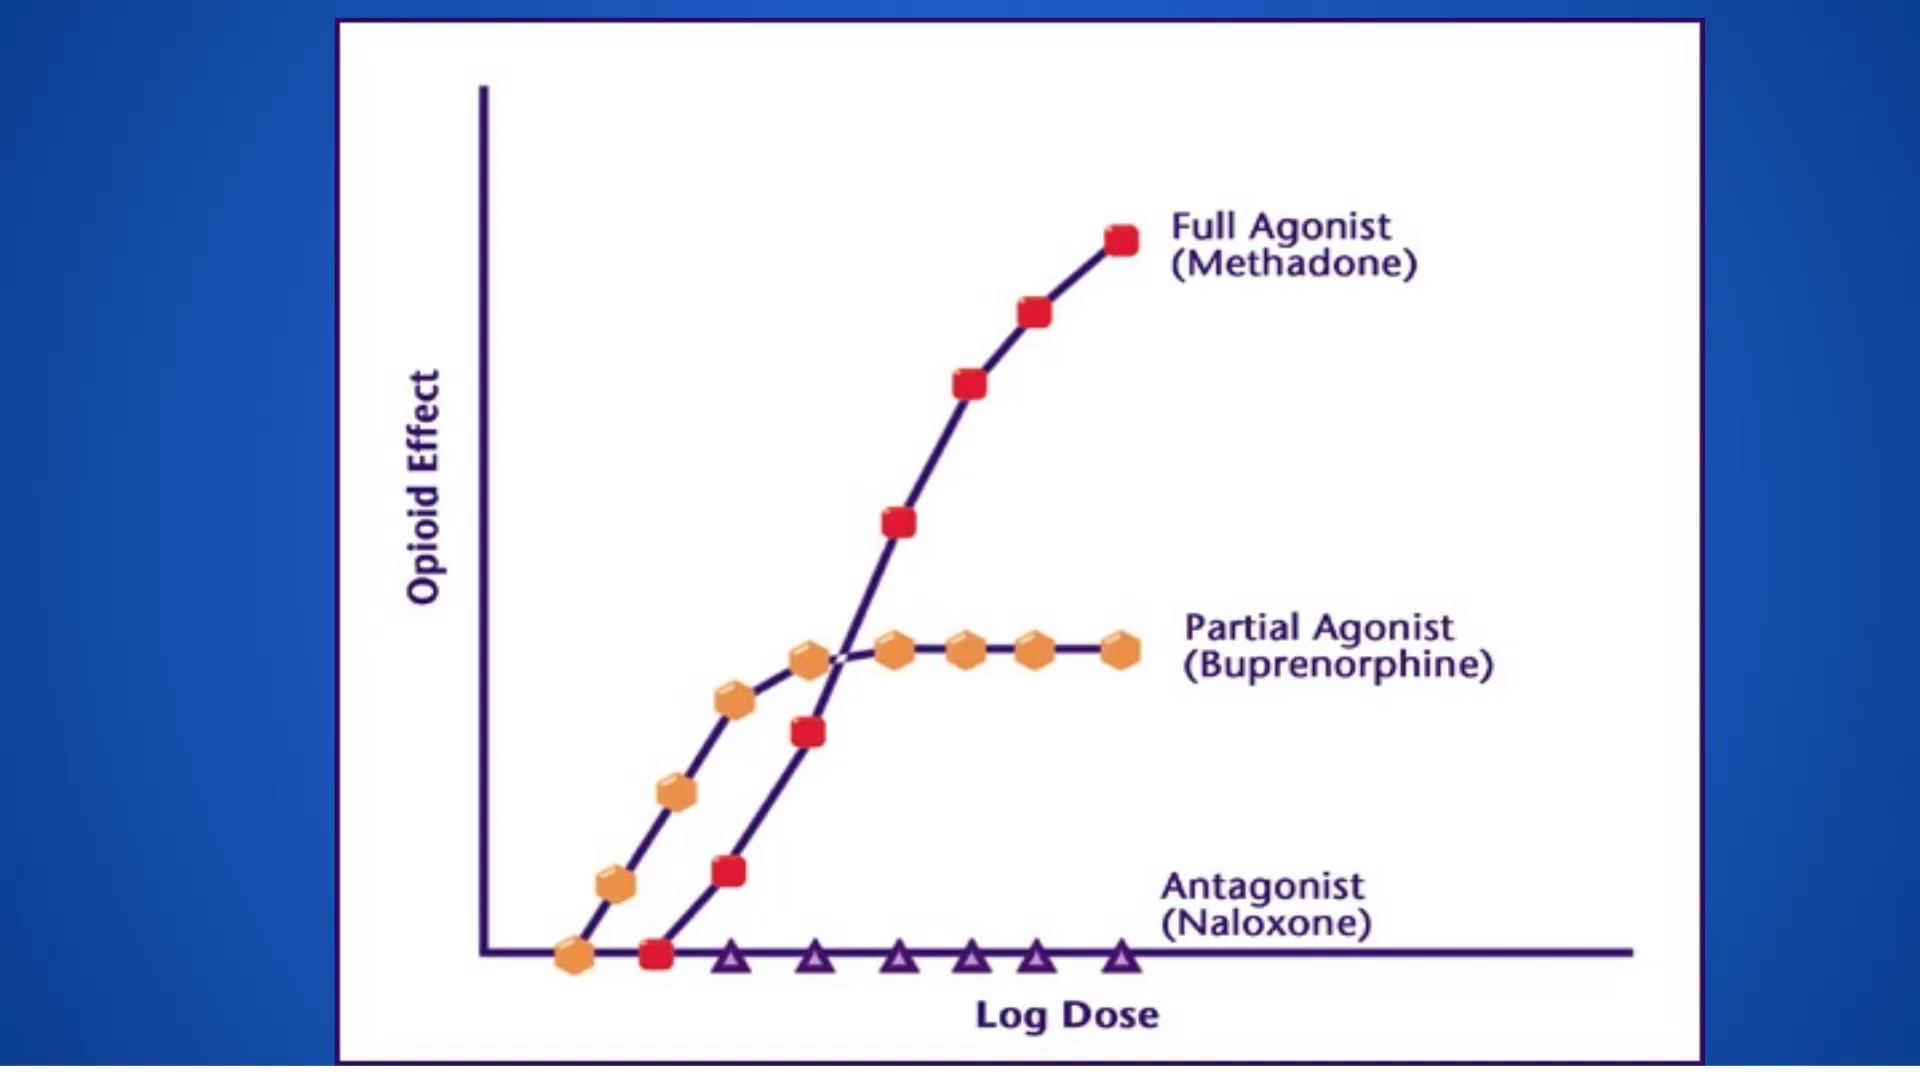 Full Agonist
(Methadone)
Opioid Effect
Partial Agonist
(Buprenorphine)
Antagonist
(Naloxone)
Log Dose